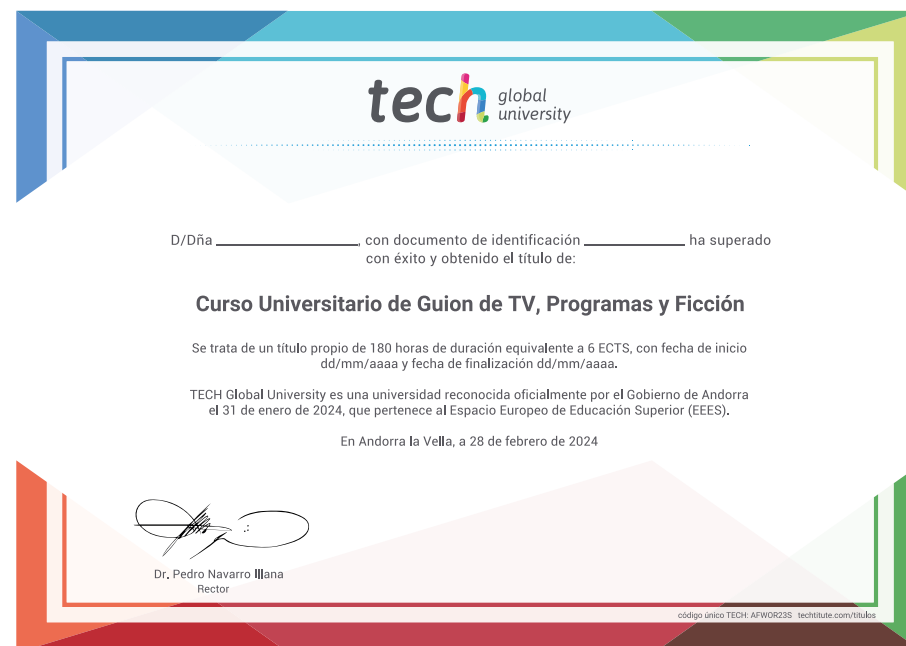 tech global university
D/Dña ____________________, con documento de identificación ______________ ha superado
con éxito y obtenido el título de:
Curso Universitario de Guion de TV, Programas y Ficción
Se trata de un título propio de 180 horas de duración equivalente a 6 ECTS, con fecha de inicio
dd/mm/aaaa y fecha de finalización dd/mm/aaaa.
TECH Global University es una universidad reconocida oficialmente por el Gobierno de Andorra
el 31 de enero de 2024, que pertenece al Espacio Europeo de Educación Superior (EEES).
En Andorra la Vella, a 28 de febrero de 2024
Dr. Pedro Navarro Illana
Rector
código único TECH: AFWOR23S techtitute.com/titulos